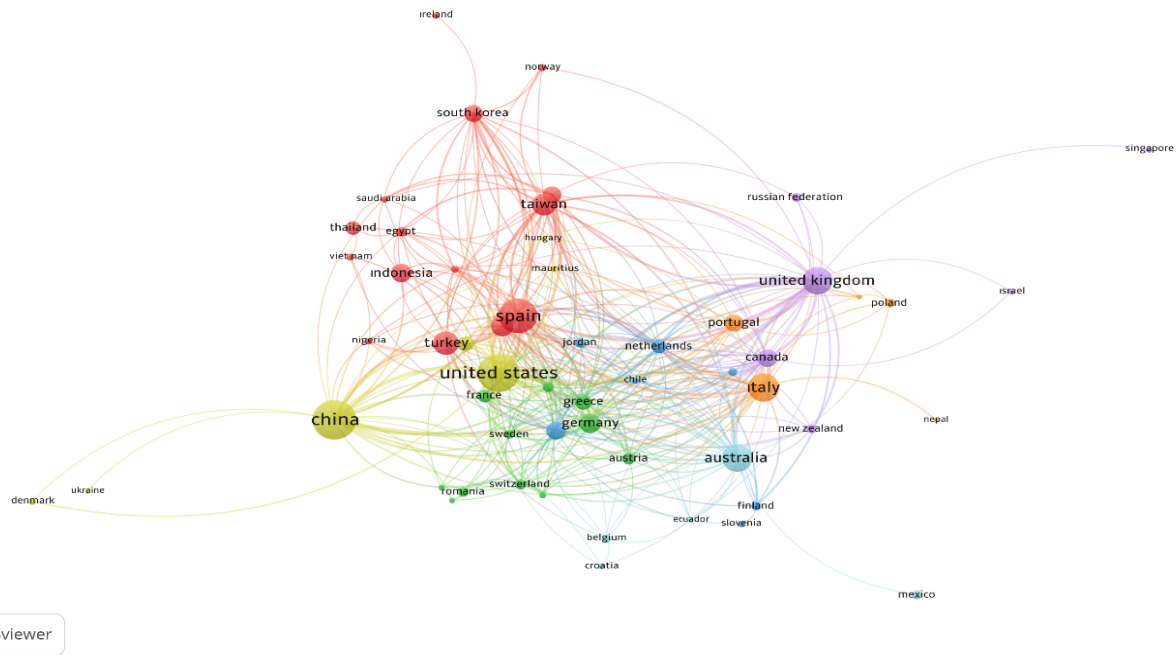 ireland
norway
south korea
singapore
saudi arabia
russian federation
taiwan
thailand
egypt
hungary
viet nam
mauritius
indonesia
united kingdom
israel
poland
spain
portugal
nigeria
turkey
jordan
netherlands
canada
united states
chile
italy
france
greece
china
germany
nepal
sweden
new zealand
austria
australia
switzerland
ukraine
romania
denmark
finland
ecuador
slovenia
belgium
croatia
mexico
viewer